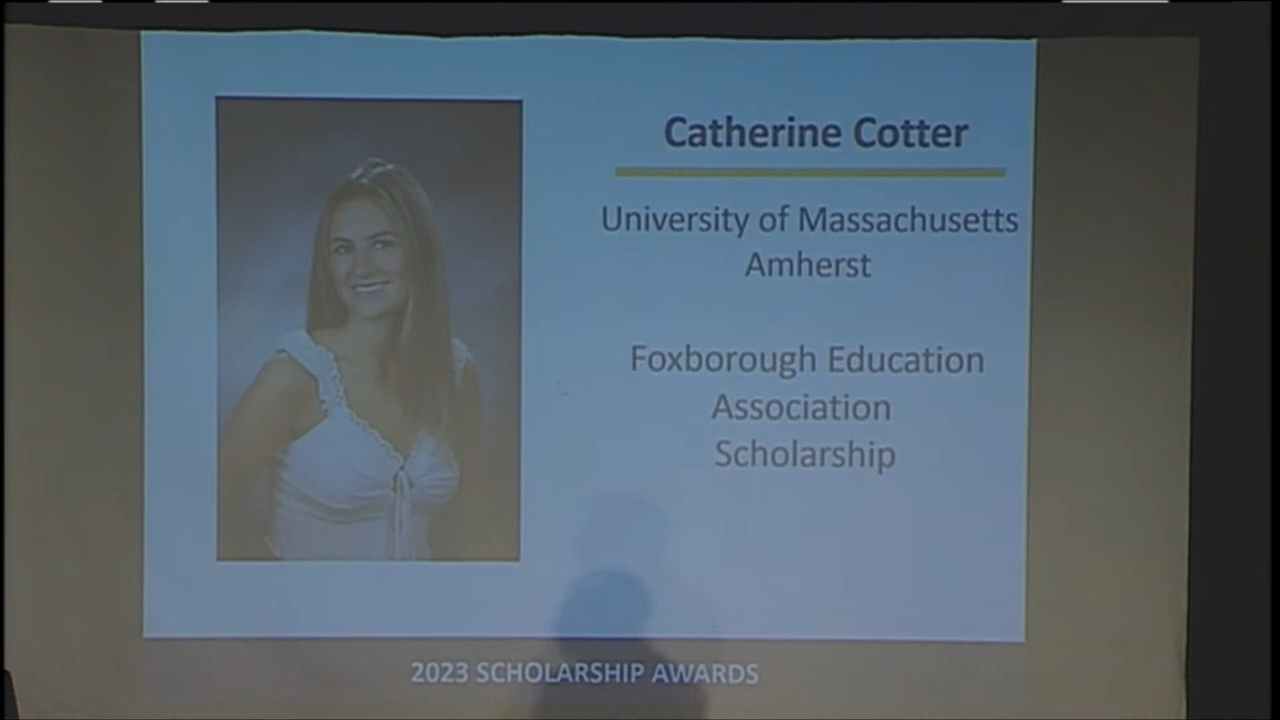 Catherine Cotter
University of Massachusetts
Amherst
Foxborough Education
Association
Scholarship
2023 SCHOLARSHIP AWARDS